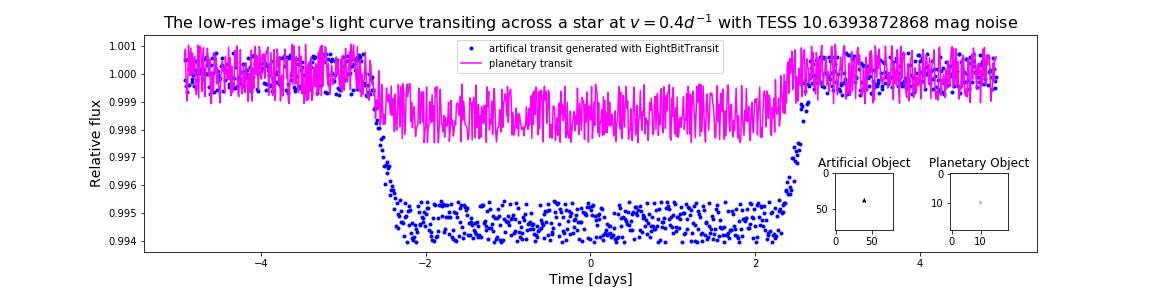 The low-res image's light curve transiting across a star at v = 0.4d⁻¹ with TESS 10.6393872868 mag noise
artifical transit generated with EightBitTransit
planetary transit
Relative flux
1.001
1.000
0.999
0.998
0.997
0.996
0.995
0.994
Artificial Object
0
50
0 50
Planetary Object
0
10
0 10
−4 −2 0 2 4
Time [days]